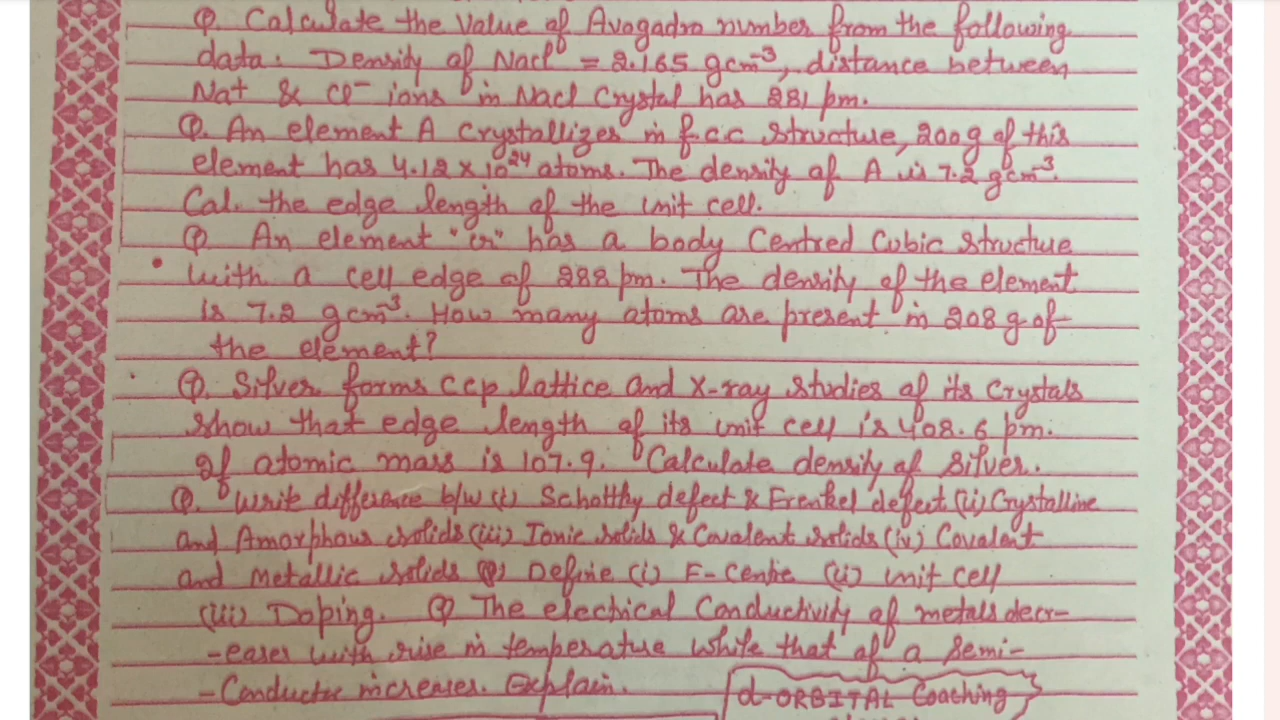 Q. Calculate the Value of Avogadro number from the following
data. Density of Nacl = 2.165 gcm⁻³, distance between
Na+ & Cl⁻ ions in Nacl Crystal has 281 pm.
Q. An element A Crystallizes in f.c.c structure, 200g of this
element has 4.12 x 10²⁴ atoms. The density of A is 7.2 gcm⁻³.
Cal. the edge length of the unit cell.
Q. An element "cr" has a body Centred Cubic structure
with a cell edge of 288 pm. The density of the element
is 7.2 gcm⁻³. How many atoms are present in 208 g of
the element?
Q. Silver forms ccp lattice and X-ray studies of its Crystals
show that edge length of its unit cell is 408.6 pm.
If atomic mass is 107.9. Calculate density of silver.
Q. Write difference b/w (i) Schottky defect & Frenkel defect (ii) Crystalline
and Amorphous solids (iii) Ionic solids & Covalent solids (iv) Covalent
and Metallic solids Q) Define (i) F-Centre (ii) unit cell
(iii) Doping. Q The electrical Conductivity of metals decr-
-eases with rise in temperature while that of a Semi-
-Conductor increases. Explain.
d-ORBITAL Coaching